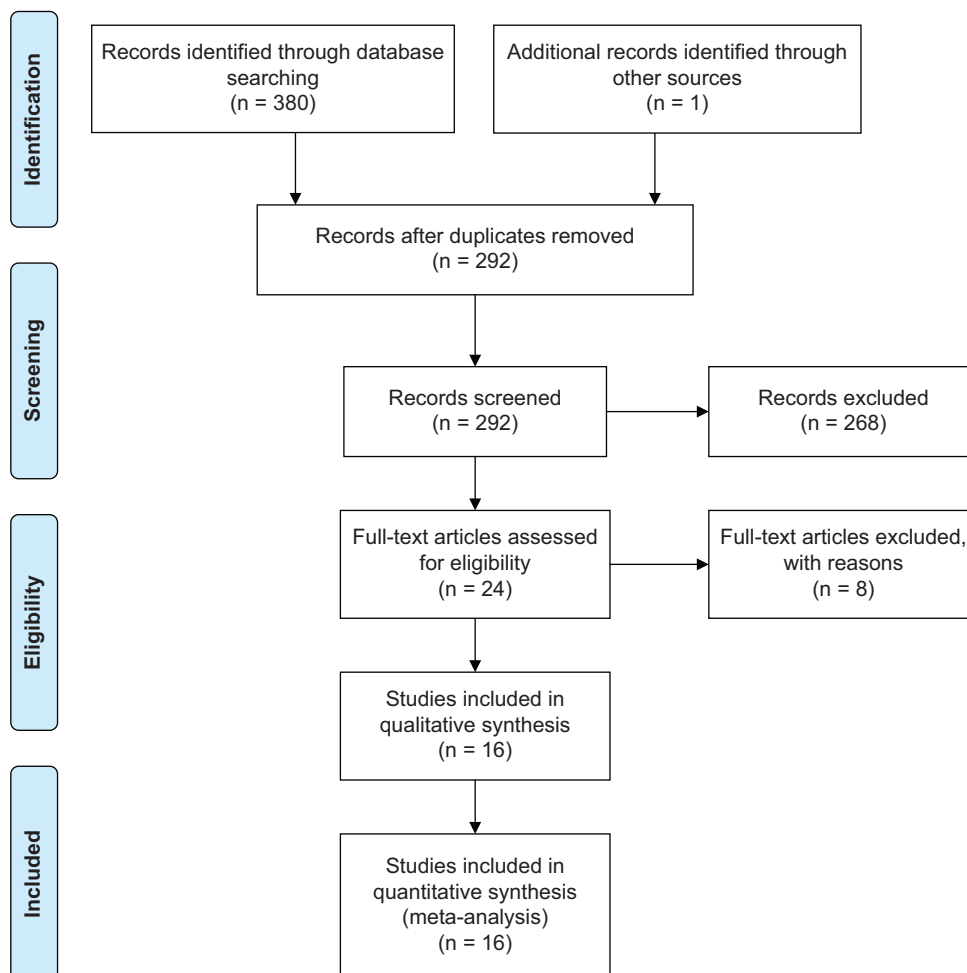 Identification
Records identified through database
searching
(n = 380)
Additional records identified through
other sources
(n = 1)
Records after duplicates removed
(n = 292)
Screening
Records screened
(n = 292)
Records excluded
(n = 268)
Eligibility
Full-text articles assessed
for eligibility
(n = 24)
Full-text articles excluded,
with reasons
(n = 8)
Studies included in
qualitative synthesis
(n = 16)
Included
Studies included in
quantitative synthesis
(meta-analysis)
(n = 16)